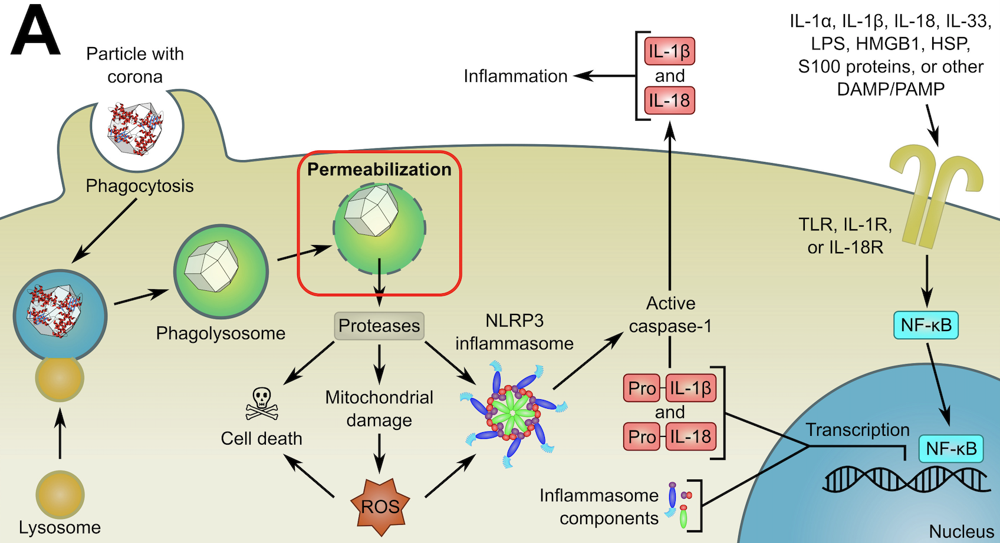 A
Particle with
corona
Phagocytosis
Phagolysosome
Lysosome
Permeabilization
Proteases
Cell death
Mitochondrial
damage
ROS
NLRP3
inflammasome
Active
caspase-1
Inflammation
IL-1β
and
IL-18
Pro IL-1β
and
Pro IL-18
Inflammasome
components
IL-1α, IL-1β, IL-18, IL-33,
LPS, HMGB1, HSP,
S100 proteins, or other
DAMP/PAMP
TLR, IL-1R,
or IL-18R
NF-κB
Transcription
NF-κB
Nucleus